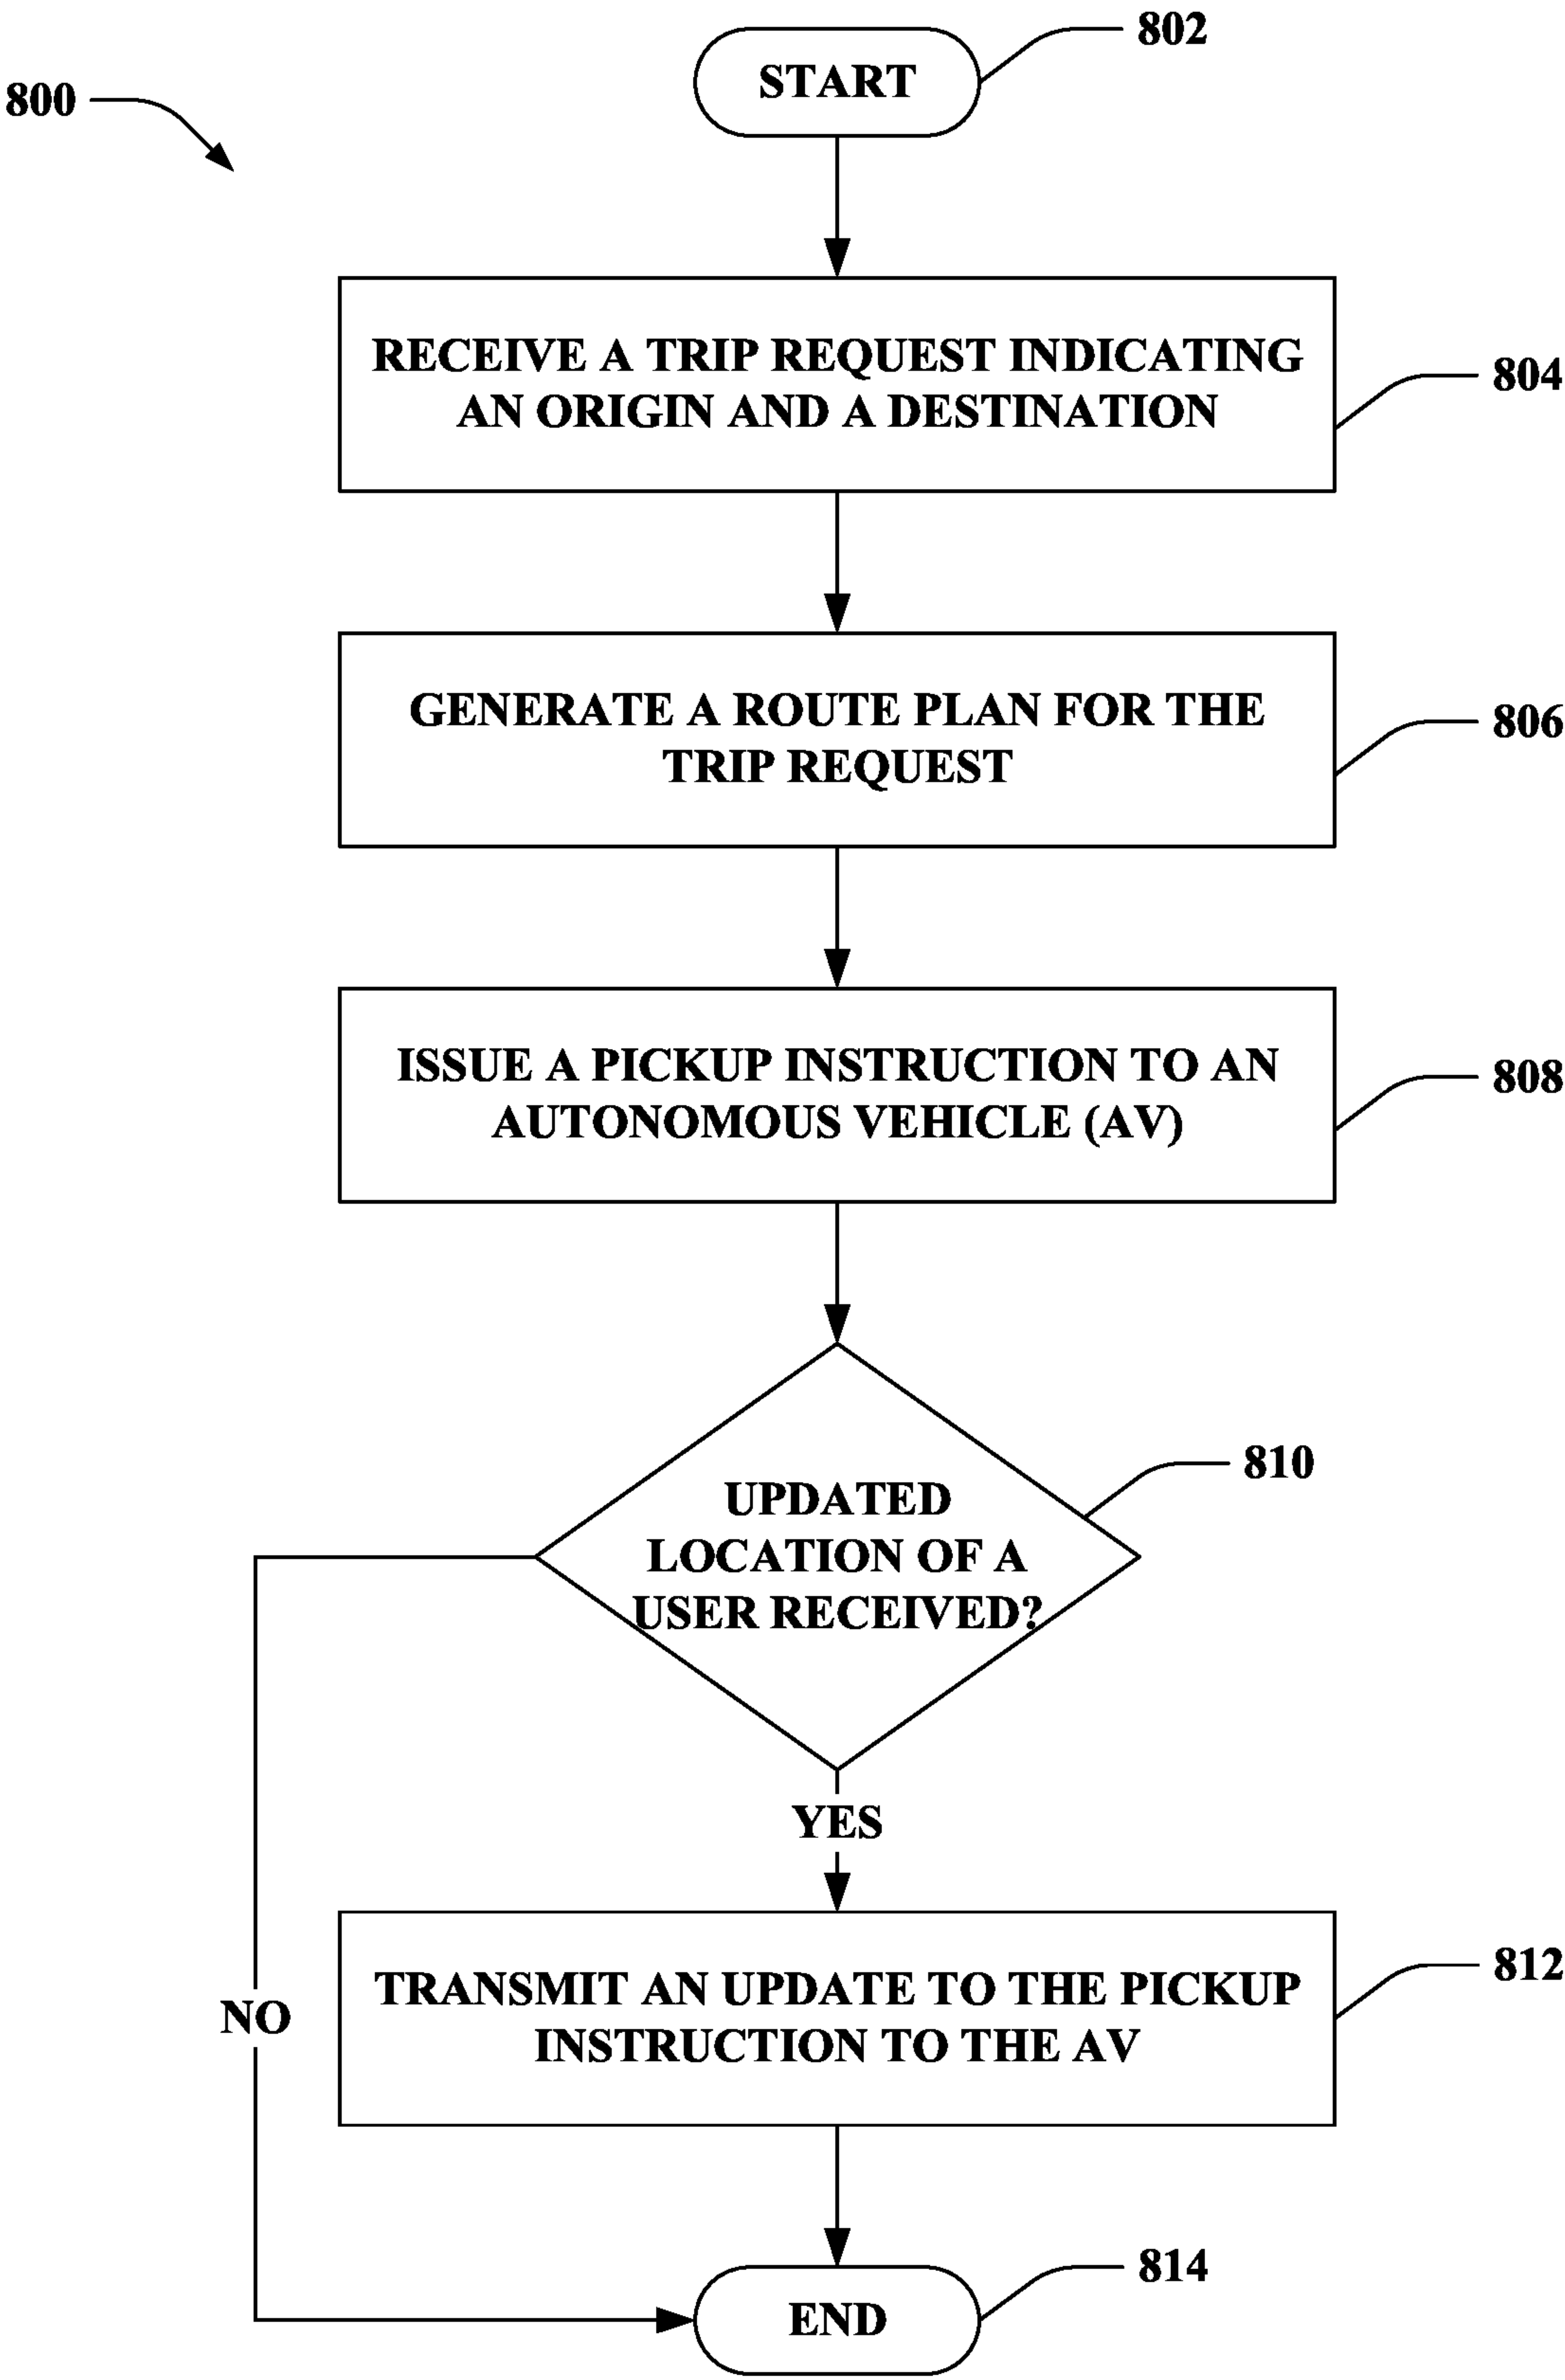 802
START
800
RECEIVE A TRIP REQUEST INDICATING
AN ORIGIN AND A DESTINATION
804
GENERATE A ROUTE PLAN FOR THE
TRIP REQUEST
806
ISSUE A PICKUP INSTRUCTION TO AN
AUTONOMOUS VEHICLE (AV)
808
UPDATED
LOCATION OF A
USER RECEIVED?
810
YES
TRANSMIT AN UPDATE TO THE PICKUP
INSTRUCTION TO THE AV
812
NO
814
END